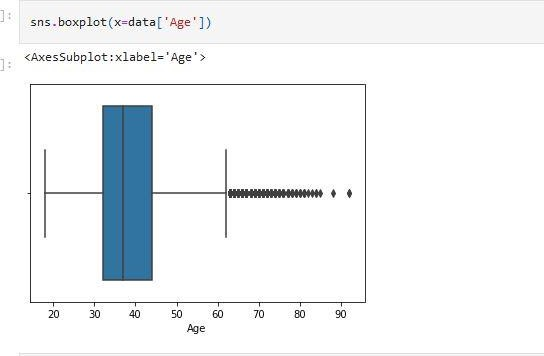 ]:
sns.boxplot(x=data['Age'])
]:
<AxesSubplot:xlabel='Age'>
20 30 40 50 60 70 80 90
Age